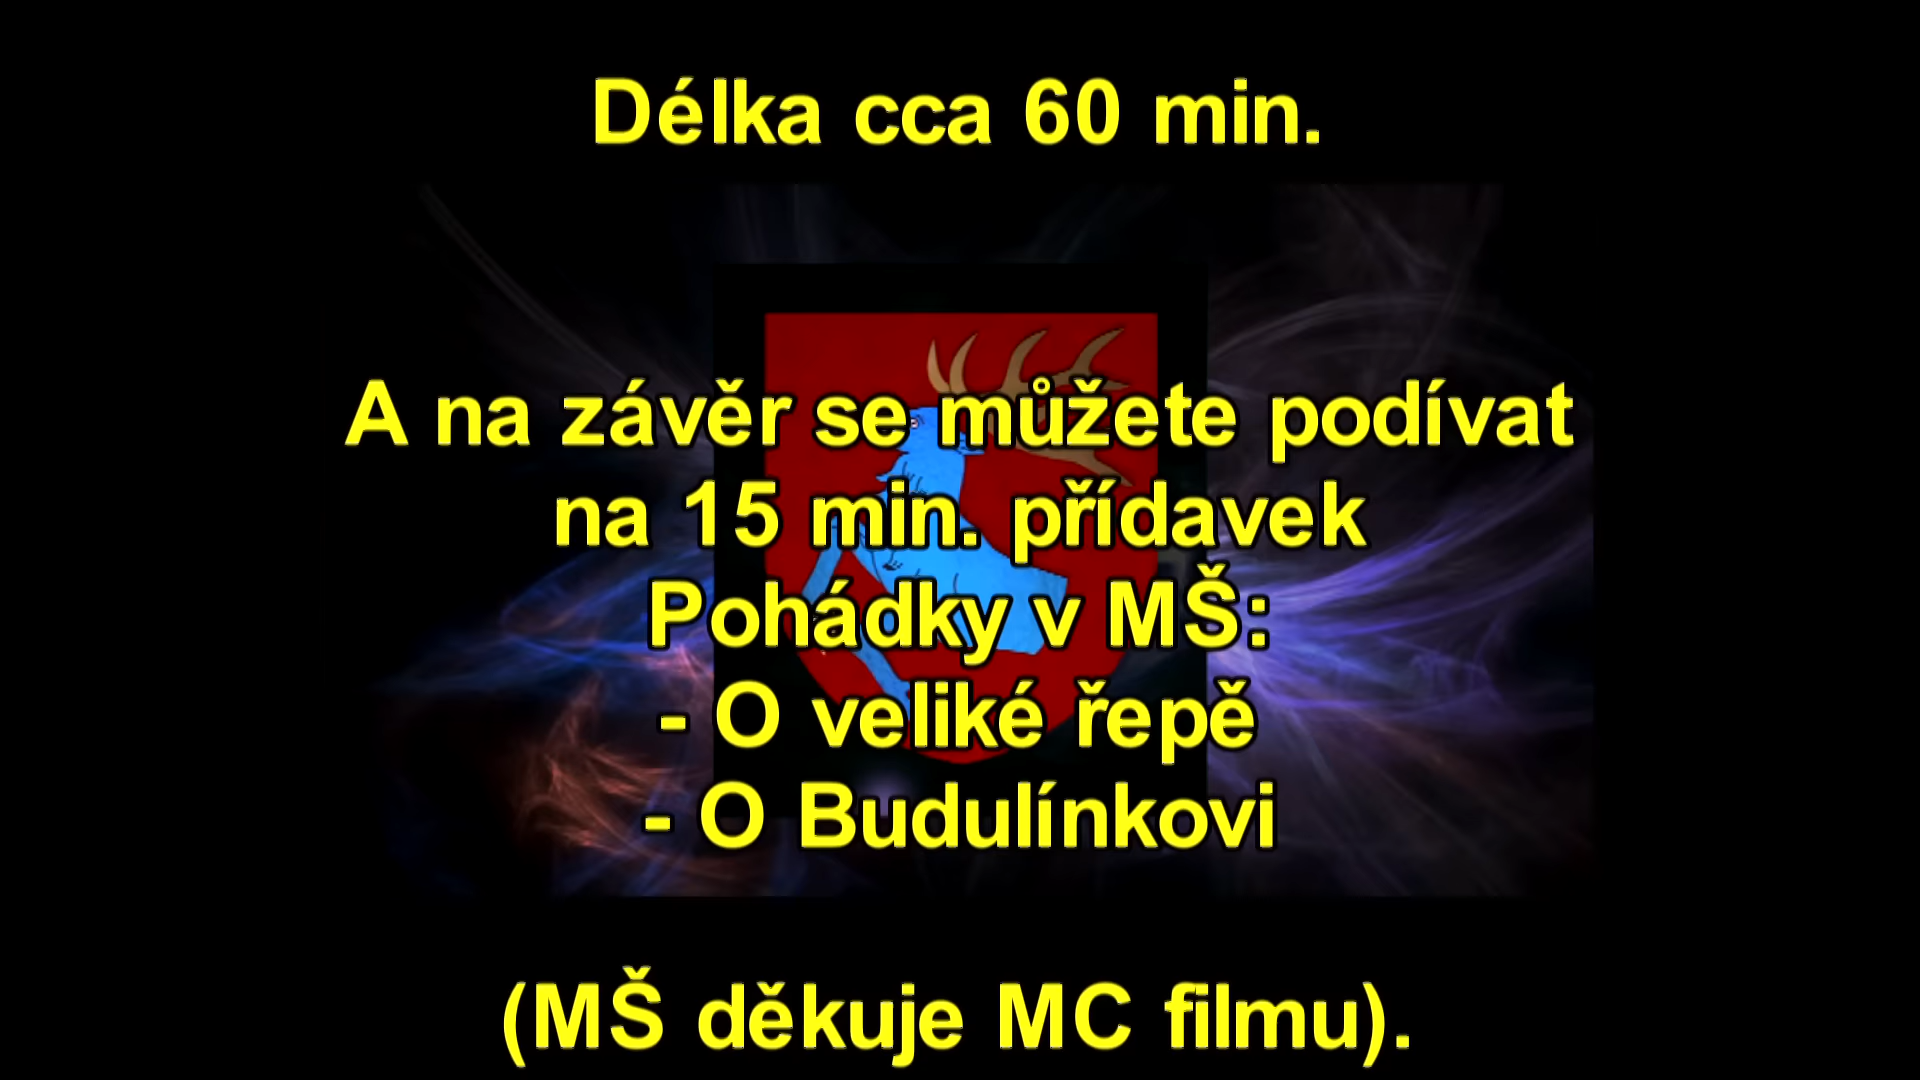 Délka cca 60 min.
A na závěr se můžete podívat
na 15 min. přídavek
Pohádky v MŠ:
- O veliké řepě
- O Budulínkovi
(MŠ děkuje MC filmu).